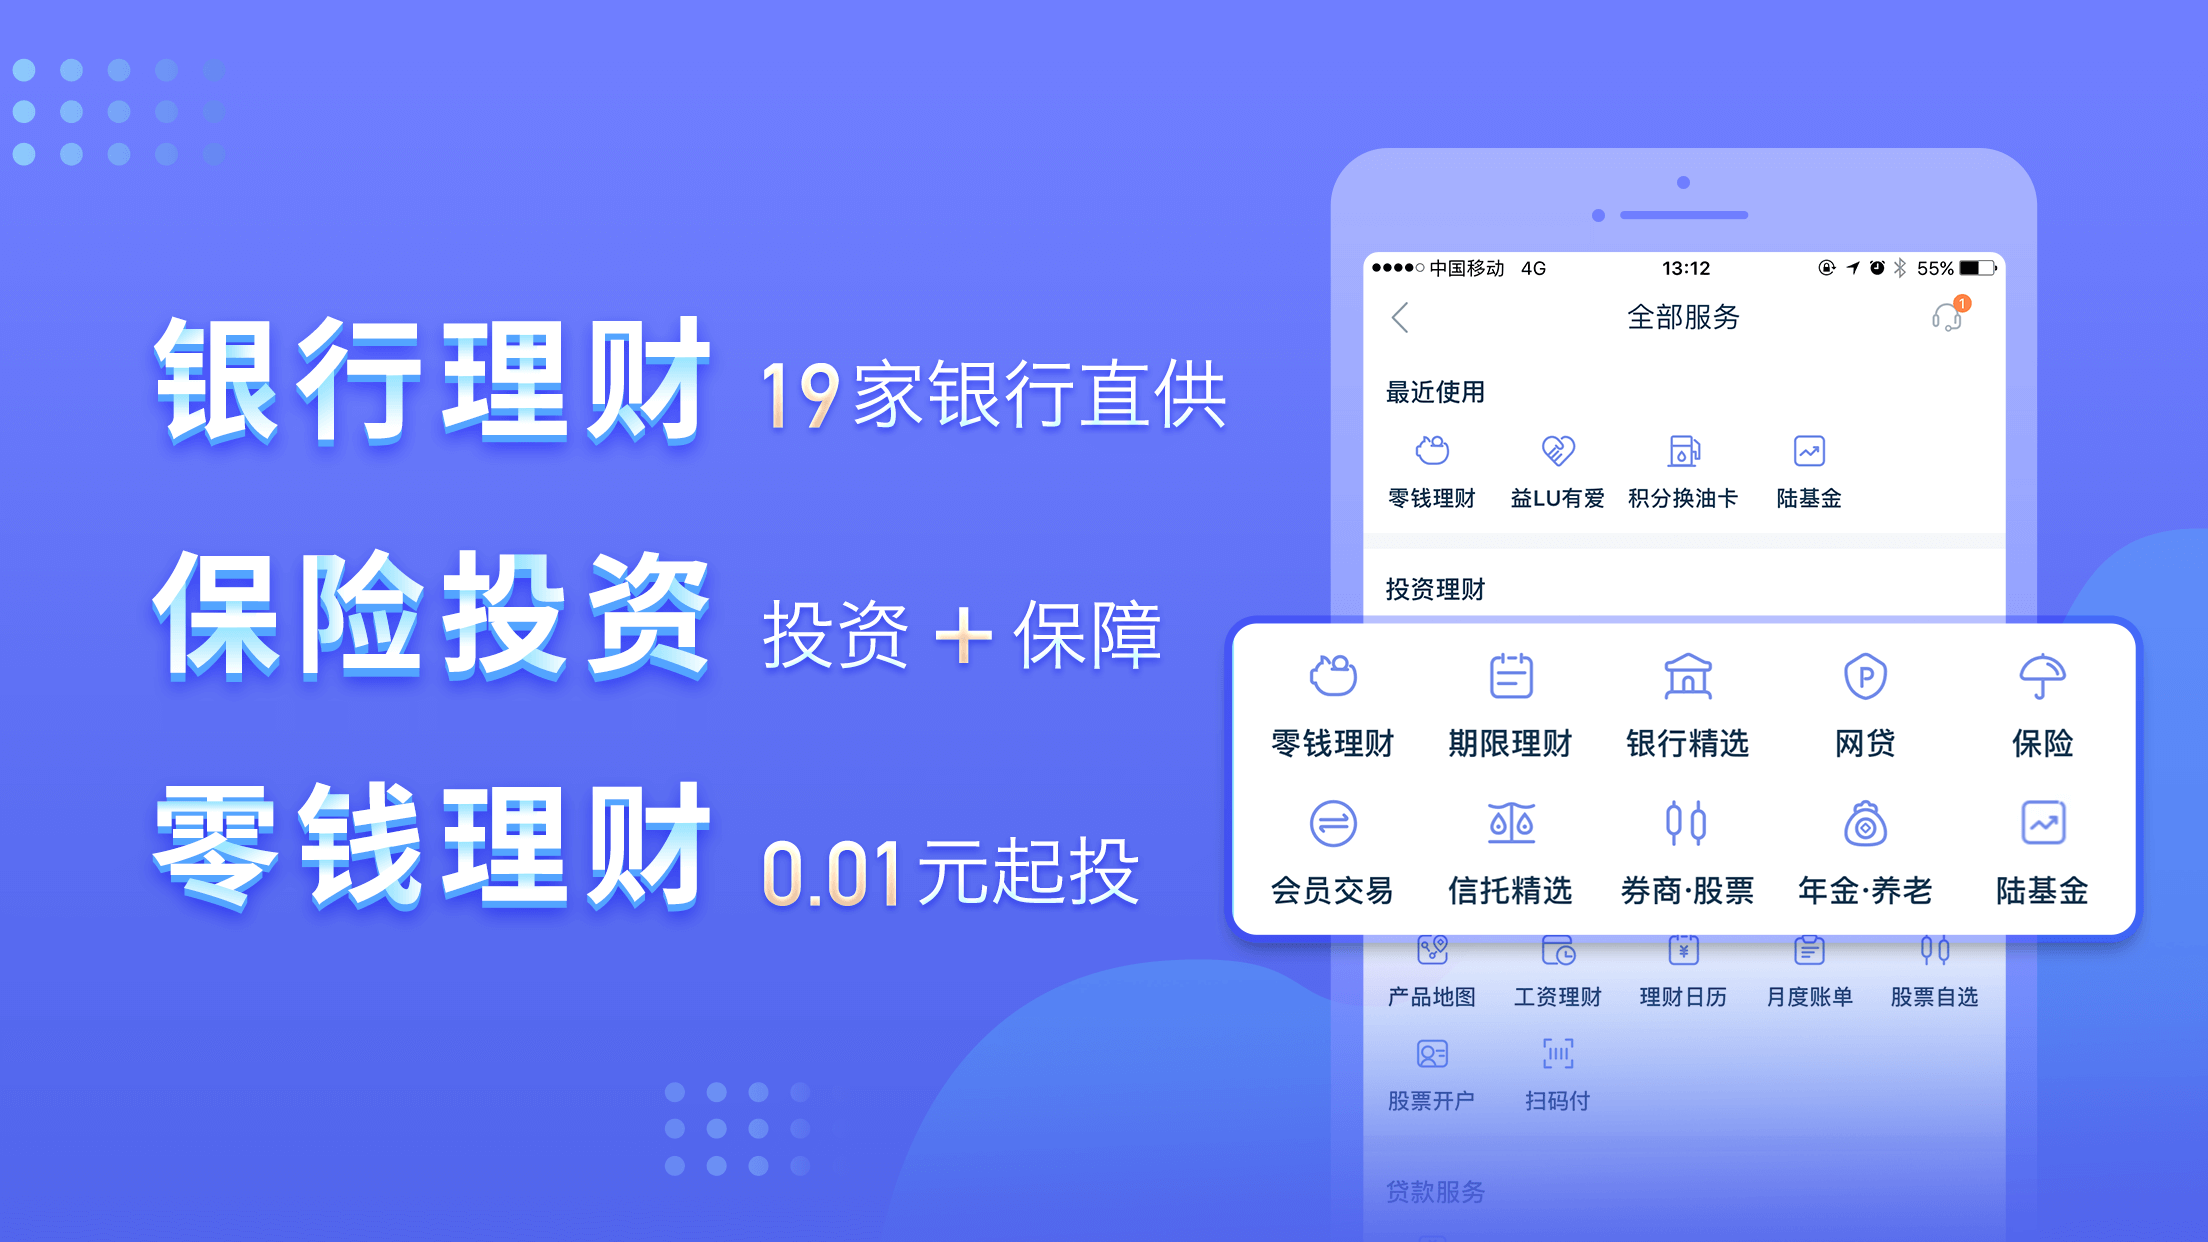 银行理财 19家银行直供
保险投资 投资+保障
零钱理财 0.01元起投
中国移动 4G 13:12 55%
全部服务 1
最近使用
零钱理财 益LU有爱 积分换油卡 陆基金
投资理财
零钱理财 期限理财 银行精选 网贷 保险
会员交易 信托精选 券商·股票 年金·养老 陆基金
产品地图 工资理财 理财日历 月度账单 股票自选
股票开户 扫码付
贷款服务